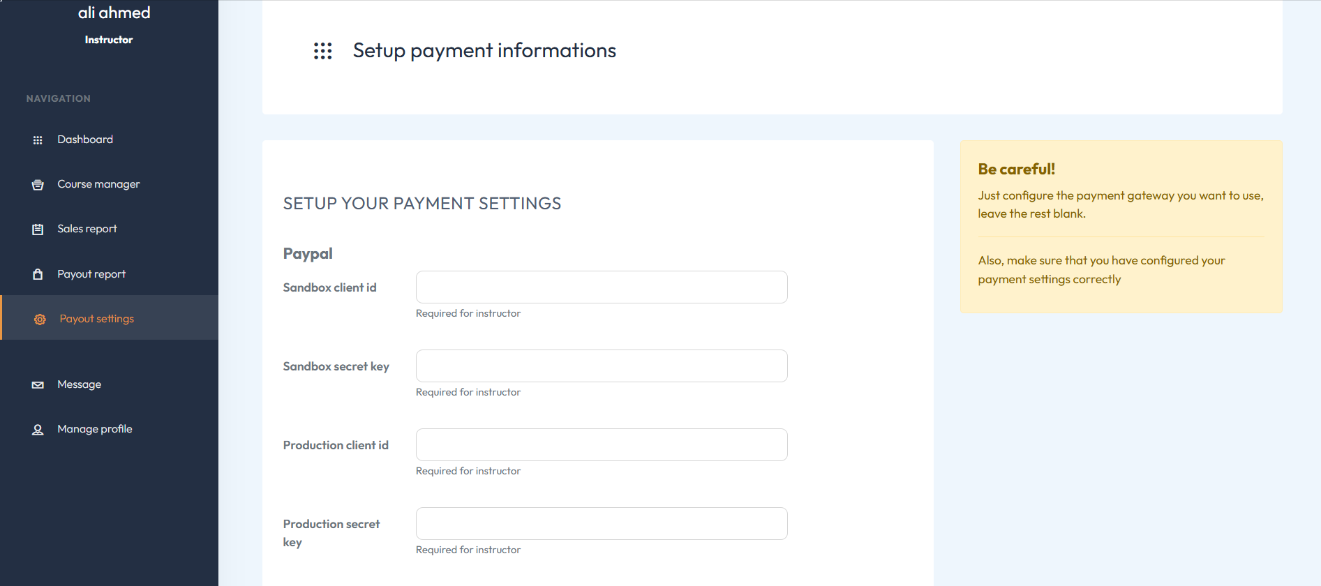 ali ahmed
Instructor
NAVIGATION
Dashboard
Course manager
Sales report
Payout report
Payout settings
Message
Manage profile
Setup payment informations
SETUP YOUR PAYMENT SETTINGS
Paypal
Sandbox client id
Required for instructor
Sandbox secret key
Required for instructor
Production client id
Required for instructor
Production secret
key
Required for instructor
Be careful!
Just configure the payment gateway you want to use,
leave the rest blank.
Also, make sure that you have configured your
payment settings correctly